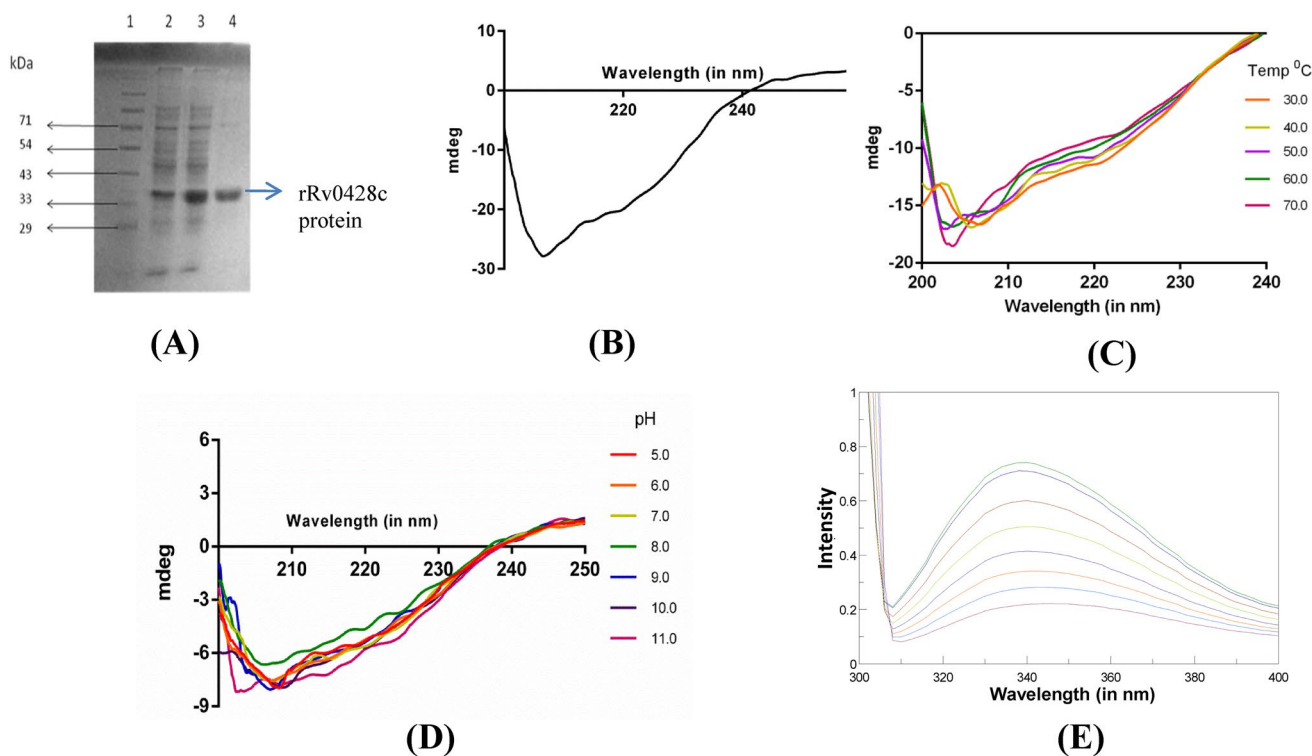 1 2 3 4
kDa
71
54
43
33
29
rRv0428c
protein
(A)
10
0
-10
-20
-30
mdeg
Wavelength (in nm)
220
240
(B)
0
-5
-10
-15
-20
mdeg
200 210 220 230 240
Wavelength (in nm)
Temp ⁰C
30.0
40.0
50.0
60.0
70.0
(C)
6
3
0
-3
-6
-9
mdeg
Wavelength (in nm)
210 220 230 240 250
pH
5.0
6.0
7.0
8.0
9.0
10.0
11.0
(D)
1
0.8
0.6
0.4
0.2
0
Intensity
300 320 340 360 380 400
Wavelength (in nm)
(E)